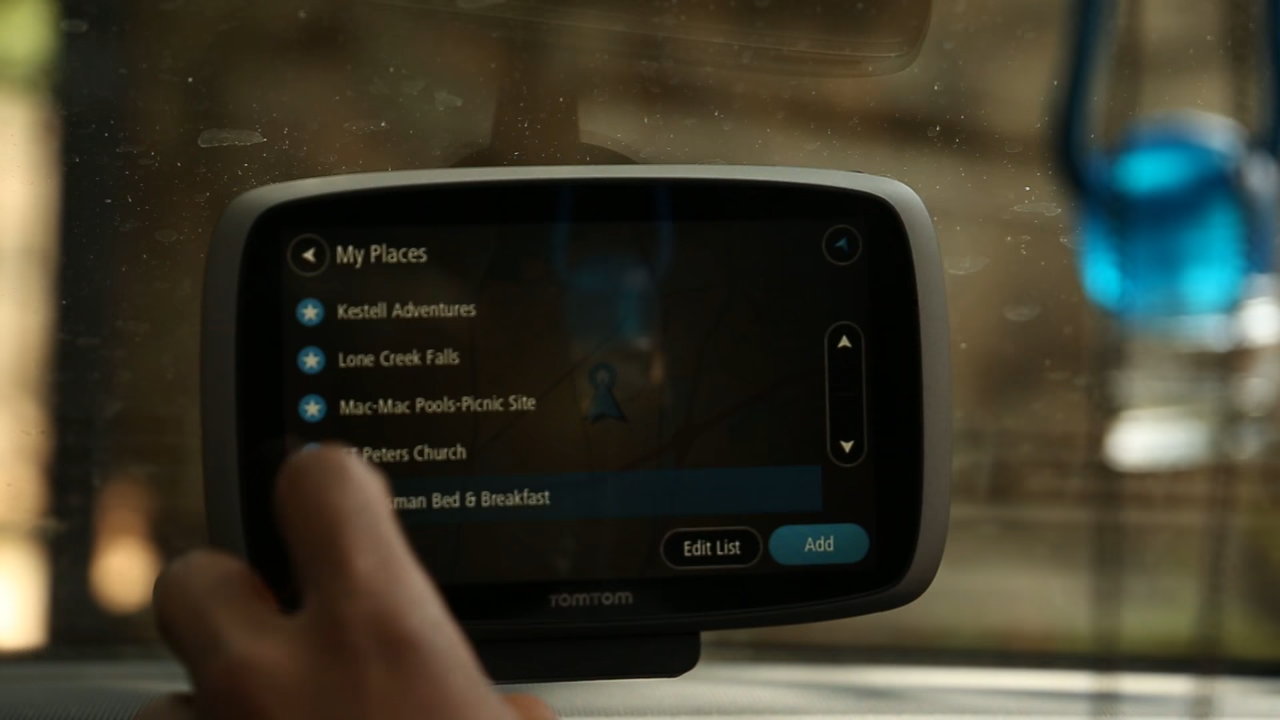 My Places
Kestell Adventures
Lone Creek Falls
Mac-Mac Pools-Picnic Site
Peters Church
Bed & Breakfast
Edit List
Add
TOMTOM